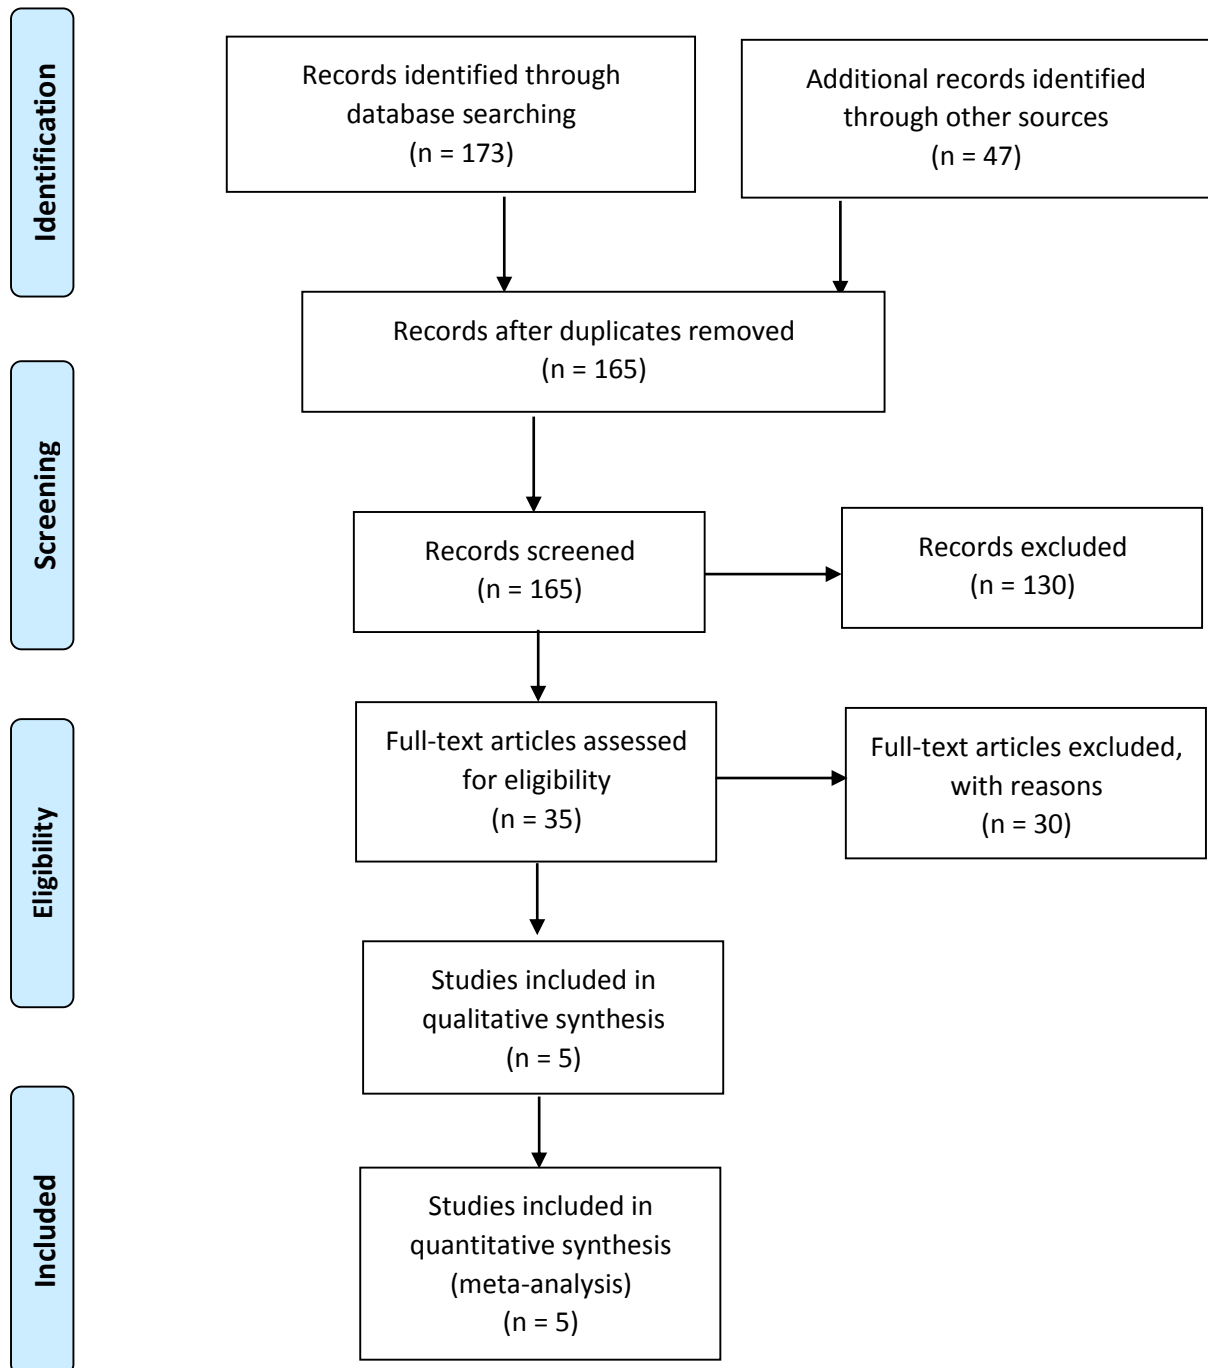 Identification
Records identified through
database searching
(n = 173)
Additional records identified
through other sources
(n = 47)
Records after duplicates removed
(n = 165)
Screening
Records screened
(n = 165)
Records excluded
(n = 130)
Eligibility
Full-text articles assessed
for eligibility
(n = 35)
Full-text articles excluded,
with reasons
(n = 30)
Studies included in
qualitative synthesis
(n = 5)
Included
Studies included in
quantitative synthesis
(meta-analysis)
(n = 5)